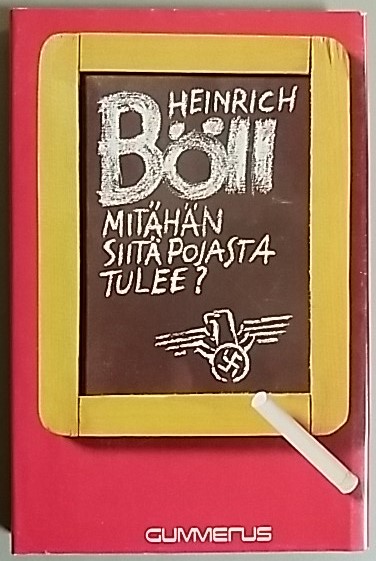 HEINRICH
Böll
MITÄHÄN
SIITÄ POJASTA
TULEE?
GUMMERUS